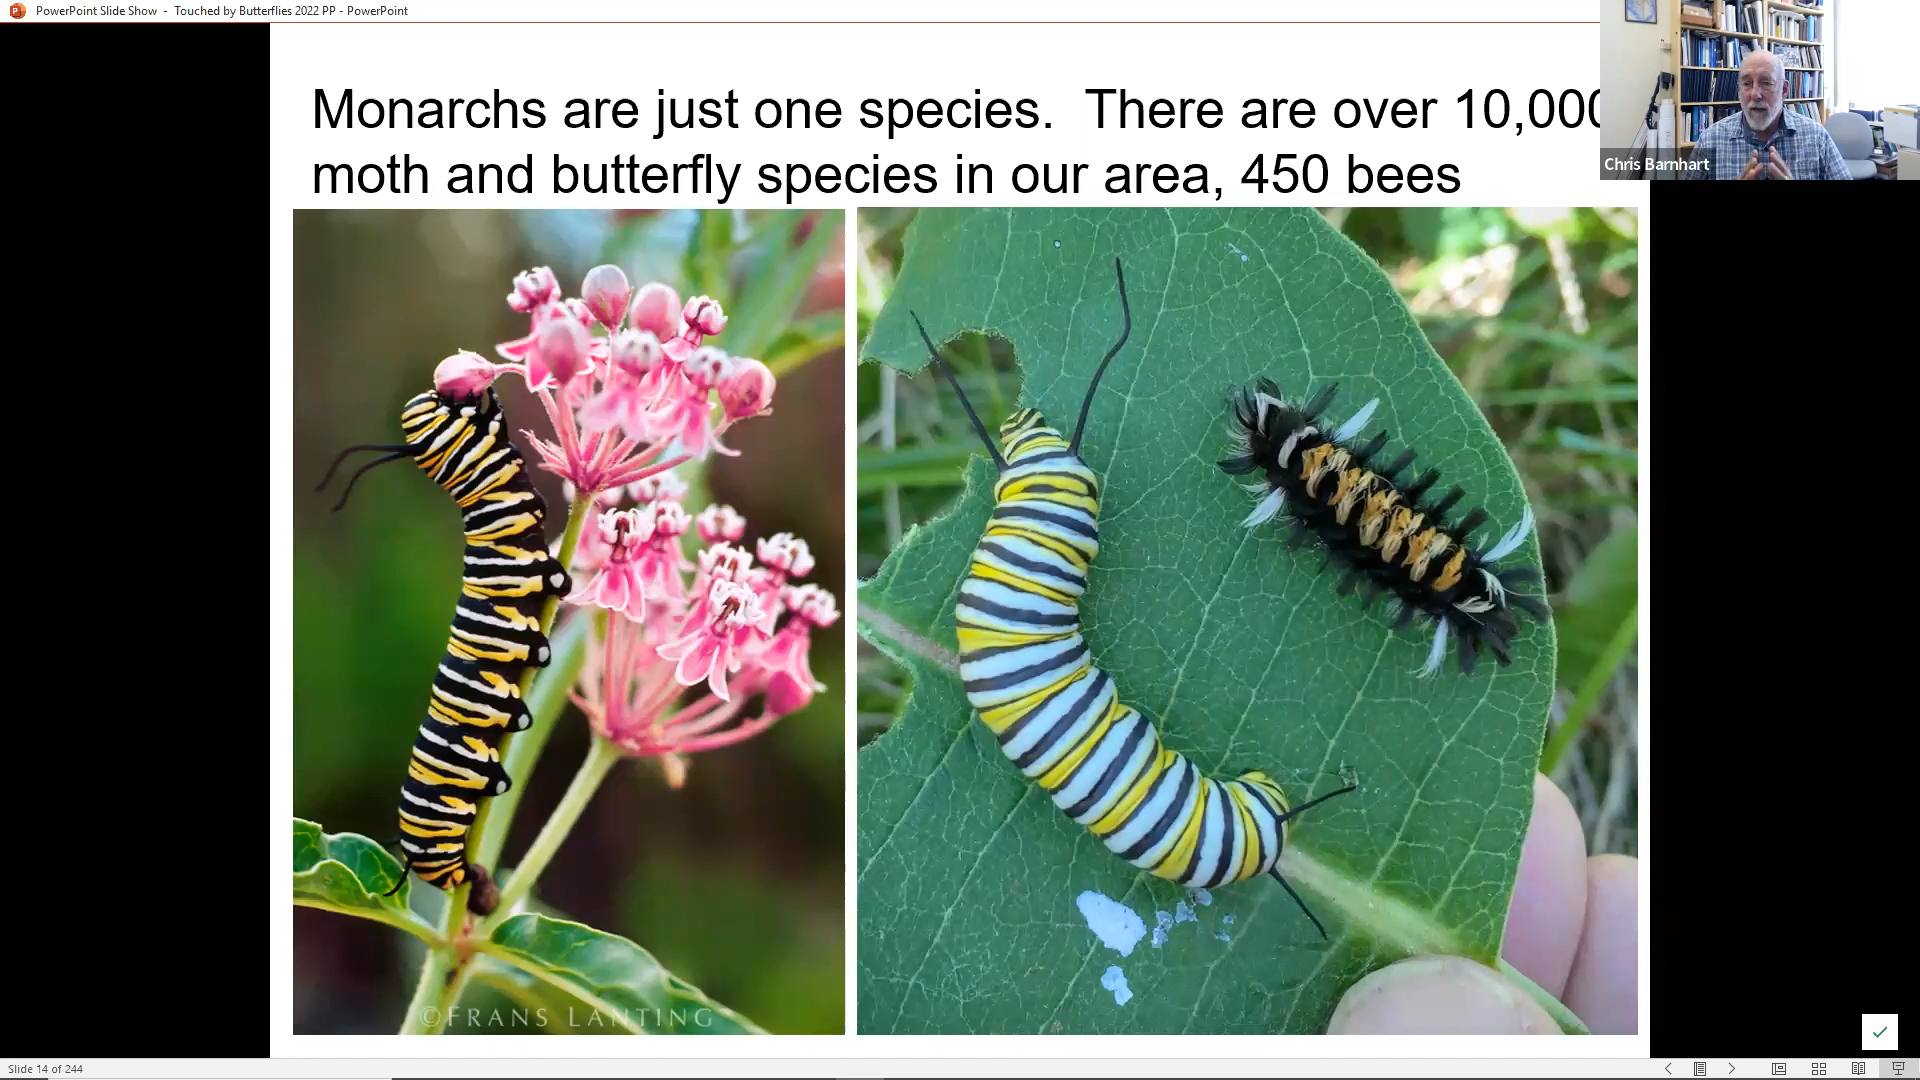 PowerPoint Slide Show - Touched by Butterflies 2022 PP - PowerPoint
Monarchs are just one species. There are over 10,000
moth and butterfly species in our area, 450 bees
Chris Barnhart
©FRANS LANTING
Slide 14 of 244